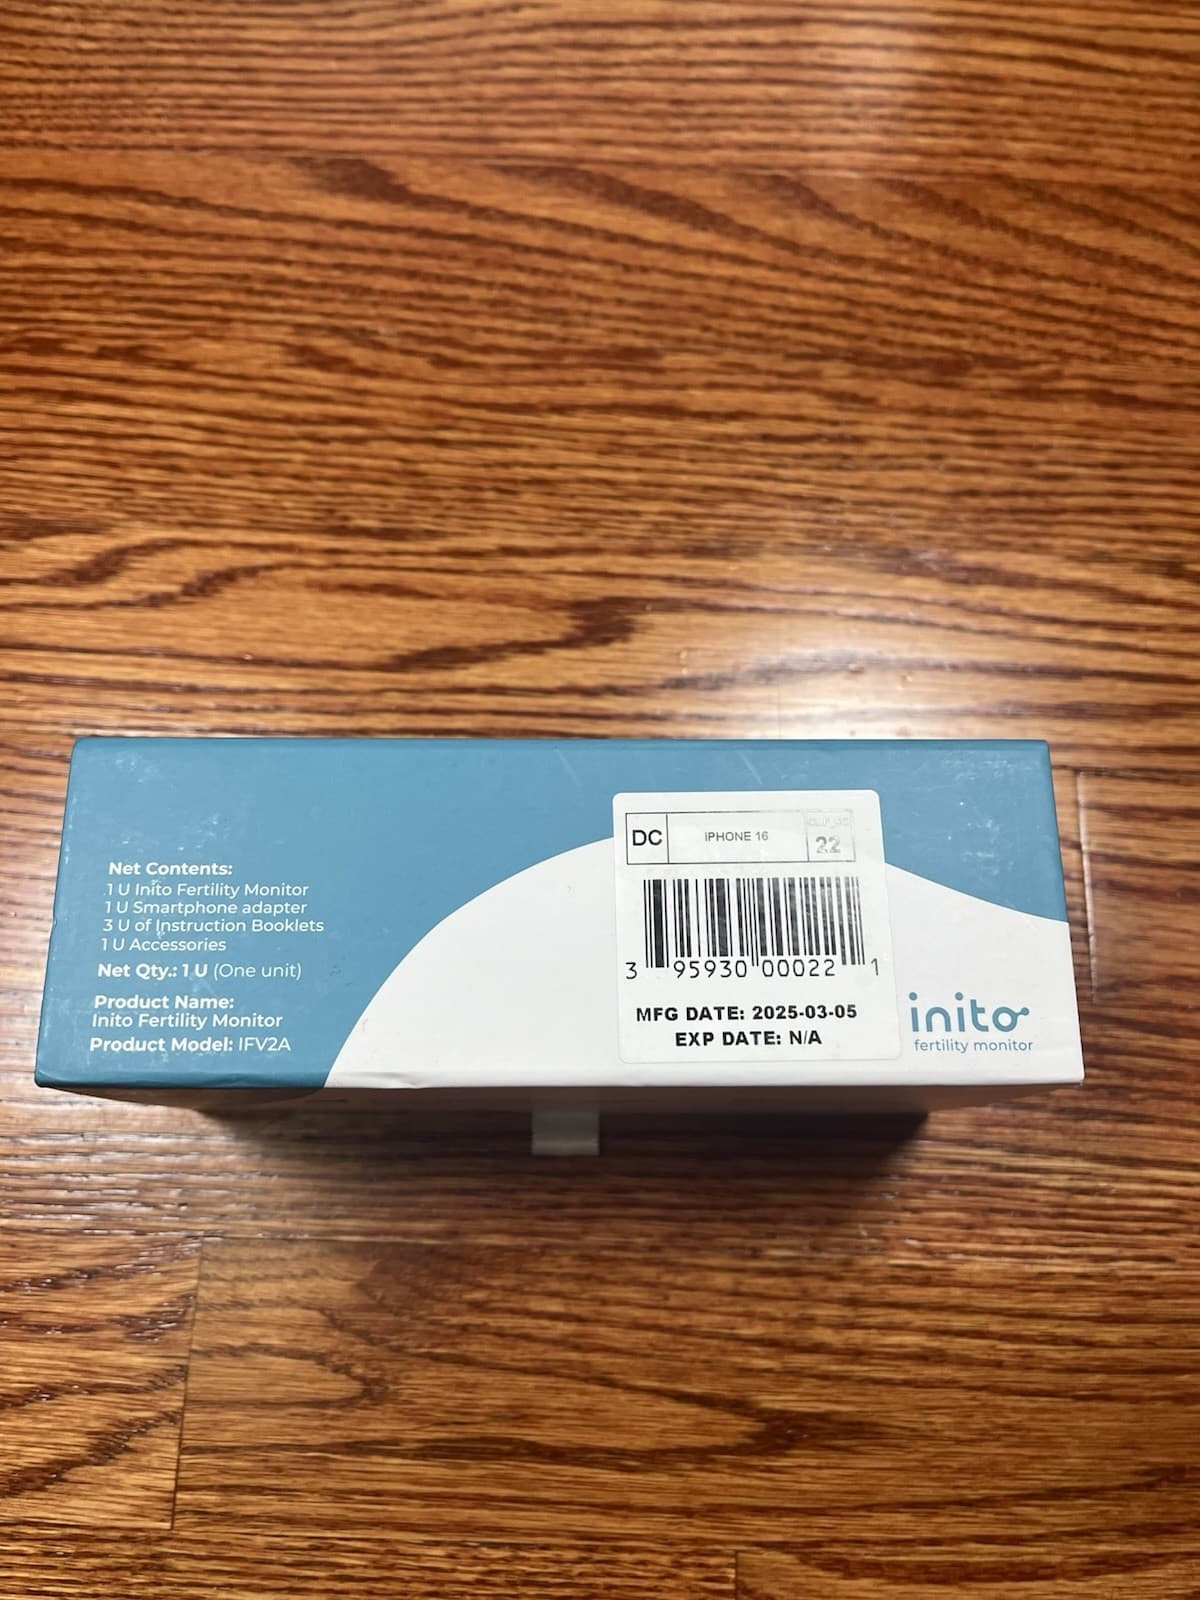 Net Contents:
1 U Inito Fertility Monitor
1 U Smartphone adapter
3 U of Instruction Booklets
1 U Accessories
Net Qty.: 1 U (One unit)
Product Name:
Inito Fertility Monitor
Product Model: IFV2A
DC
iPHONE 16
22
3 95930 00022 1
MFG DATE: 2025-03-05
EXP DATE: N/A
inito
fertility monitor